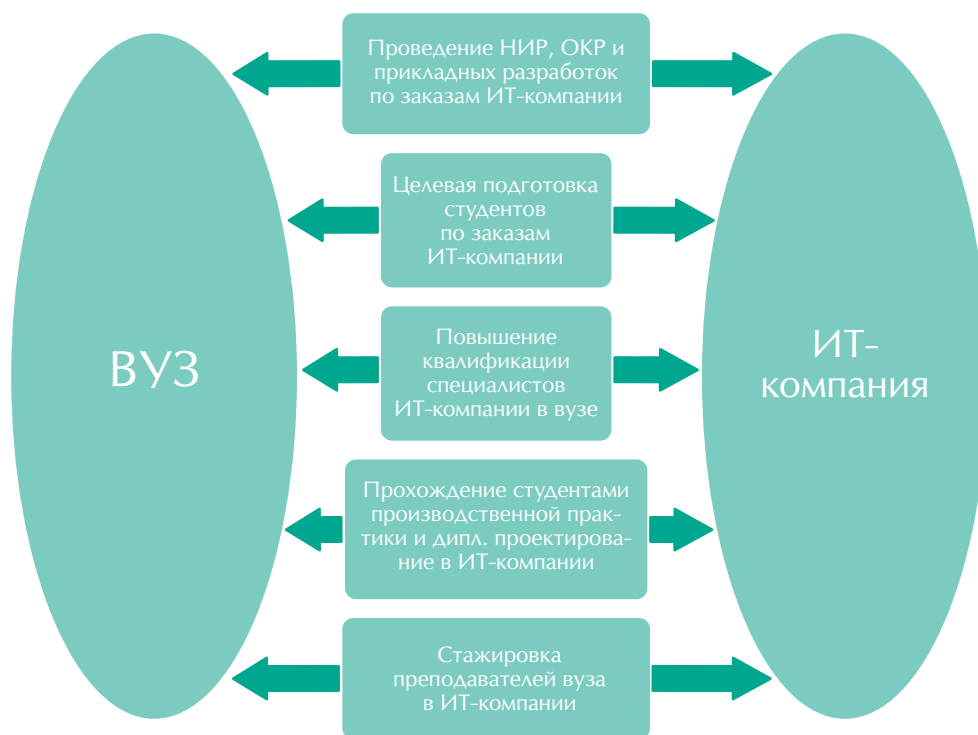 Проведение НИР, ОКР и
прикладных разработок
по заказам ИТ-компании
Целевая подготовка
студентов
по заказам
ИТ-компании
ВУЗ
Повышение
квалификации
специалистов
ИТ-компании в вузе
ИТ-
компания
Прохождение студентами
производственной прак-
тики и дипл. проектирова-
ние в ИТ-компании
Стажировка
преподавателей вуза
в ИТ-компании